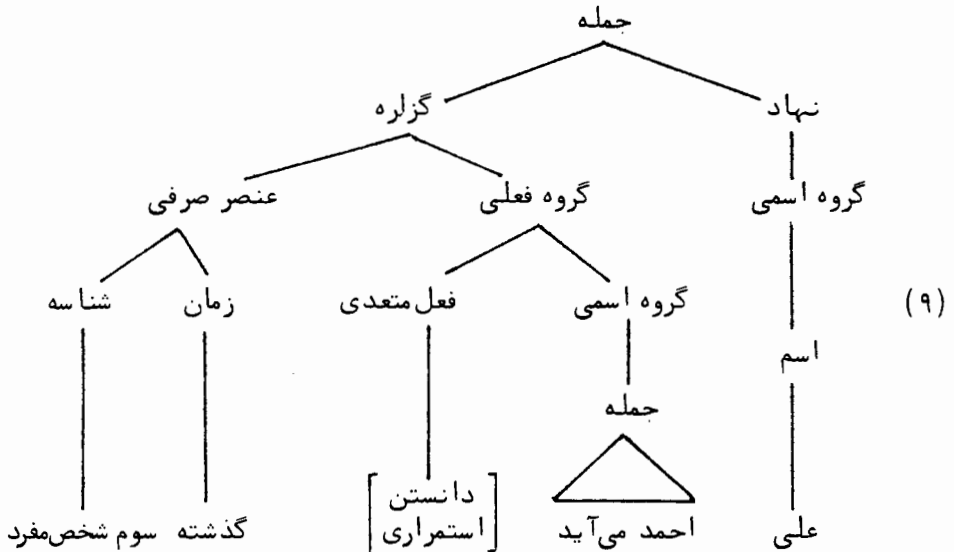 جمله
نهاد گزاره
گروه اسمی گروه فعلی عنصر صرفی
(۹)
گروه اسمی فعل متعدی زمان شناسه
اسم
جمله
دانستن
استمراری
علی احمد می‌آید گذشته سوم شخص مفرد